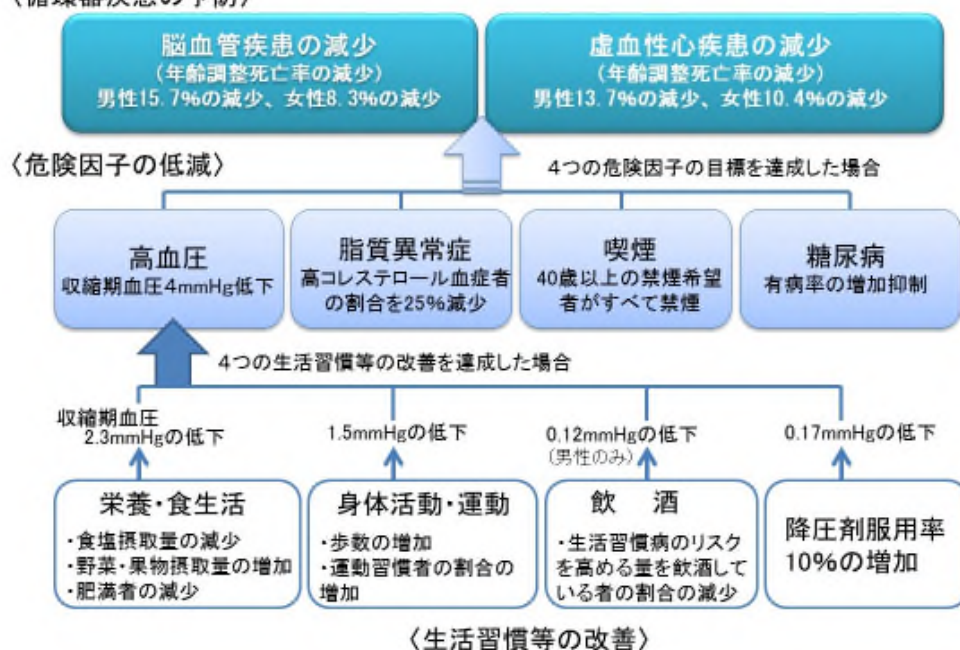 〈循環器疾患の予防〉
脳血管疾患の減少
(年齢調整死亡率の減少)
男性15.7%の減少、女性8.3%の減少
虚血性心疾患の減少
(年齢調整死亡率の減少)
男性13.7%の減少、女性10.4%の減少
〈危険因子の低減〉
4つの危険因子の目標を達成した場合
高血圧
収縮期血圧4mmHg低下
脂質異常症
高コレステロール血症者
の割合を25%減少
喫煙
40歳以上の禁煙希望
者がすべて禁煙
糖尿病
有病率の増加抑制
4つの生活習慣等の改善を達成した場合
収縮期血圧
2.3mmHgの低下
1.5mmHgの低下
0.12mmHgの低下
(男性のみ)
0.17mmHgの低下
栄養・食生活
・食塩摂取量の減少
・野菜・果物摂取量の増加
・肥満者の減少
身体活動・運動
・歩数の増加
・運動習慣者の割合の
増加
飲 酒
・生活習慣病のリスク
を高める量を飲酒して
いる者の割合の減少
降圧剤服用率
10%の増加
〈生活習慣等の改善〉